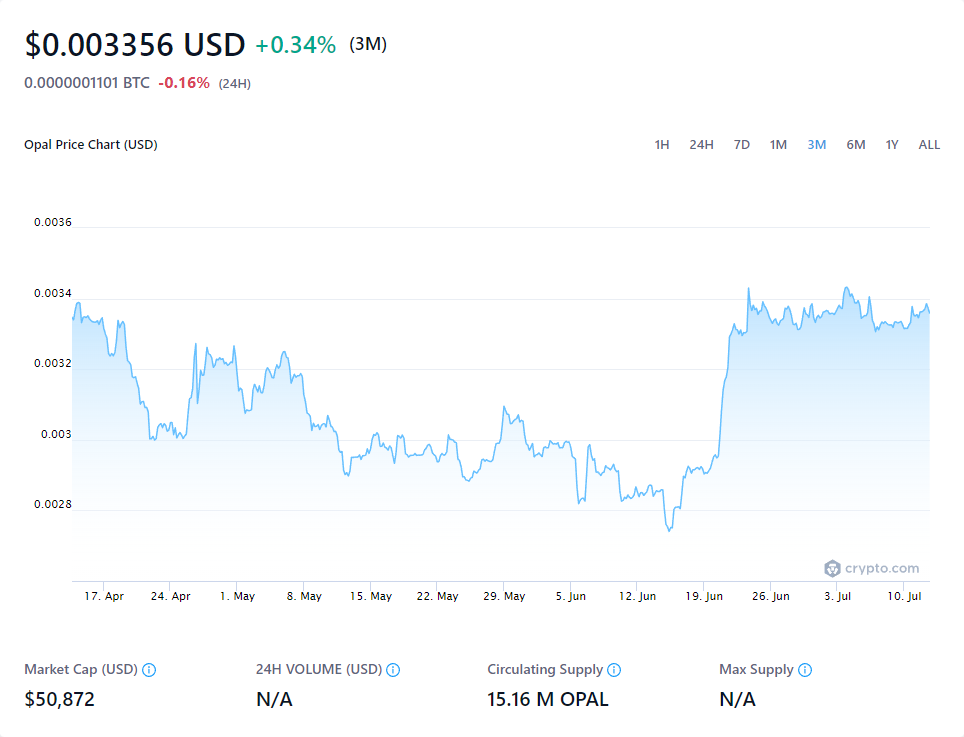 $0.003356 USD +0.34% (3M)
0.0000001101 BTC -0.16% (24H)
Opal Price Chart (USD) 1H 24H 7D 1M 3M 6M 1Y ALL
0.0036
0.0034
0.0032
0.003
0.0028
crypto.com
17. Apr 24. Apr 1. May 8. May 15. May 22. May 29. May 5. Jun 12. Jun 19. Jun 26. Jun 3. Jul 10. Jul
Market Cap (USD) 24H VOLUME (USD) Circulating Supply Max Supply
$50,872 N/A 15.16 M OPAL N/A